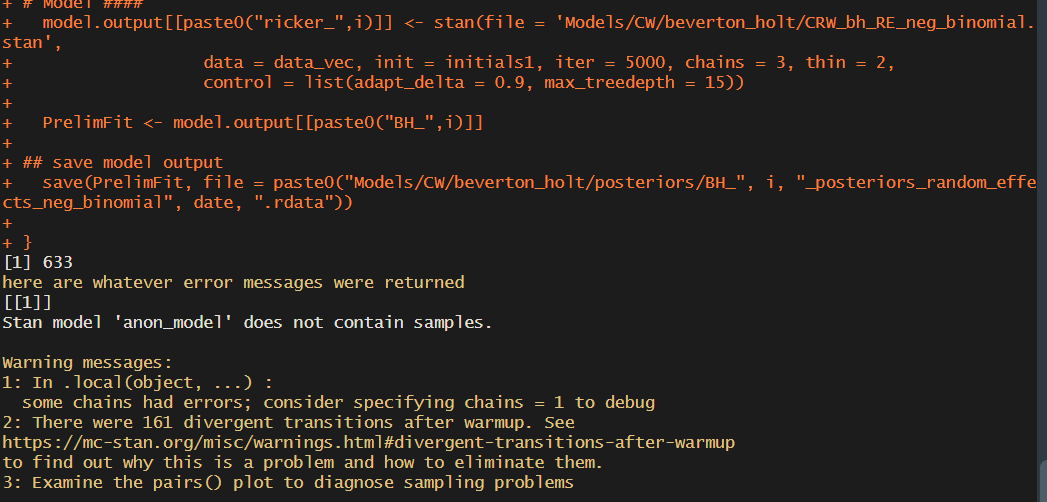 + # Model ####
+   model.output[[paste0("ricker_",i)]] <- stan(file = 'Models/CW/beverton_holt/CRW_bh_RE_neg_binomial.
stan',
+                   data = data_vec, init = initials1, iter = 5000, chains = 3, thin = 2,
+                   control = list(adapt_delta = 0.9, max_treedepth = 15))
+
+   PrelimFit <- model.output[[paste0("BH_",i)]]
+
+ ## save model output
+   save(PrelimFit, file = paste0("Models/CW/beverton_holt/posteriors/BH_", i, "_posteriors_random_effe
cts_neg_binomial", date, ".rdata"))
+
+ }
[1] 633
here are whatever error messages were returned
[[1]]
Stan model 'anon_model' does not contain samples.

Warning messages:
1: In .local(object, ...) :
  some chains had errors; consider specifying chains = 1 to debug
2: There were 161 divergent transitions after warmup. See
https://mc-stan.org/misc/warnings.html#divergent-transitions-after-warmup
to find out why this is a problem and how to eliminate them.
3: Examine the pairs() plot to diagnose sampling problems